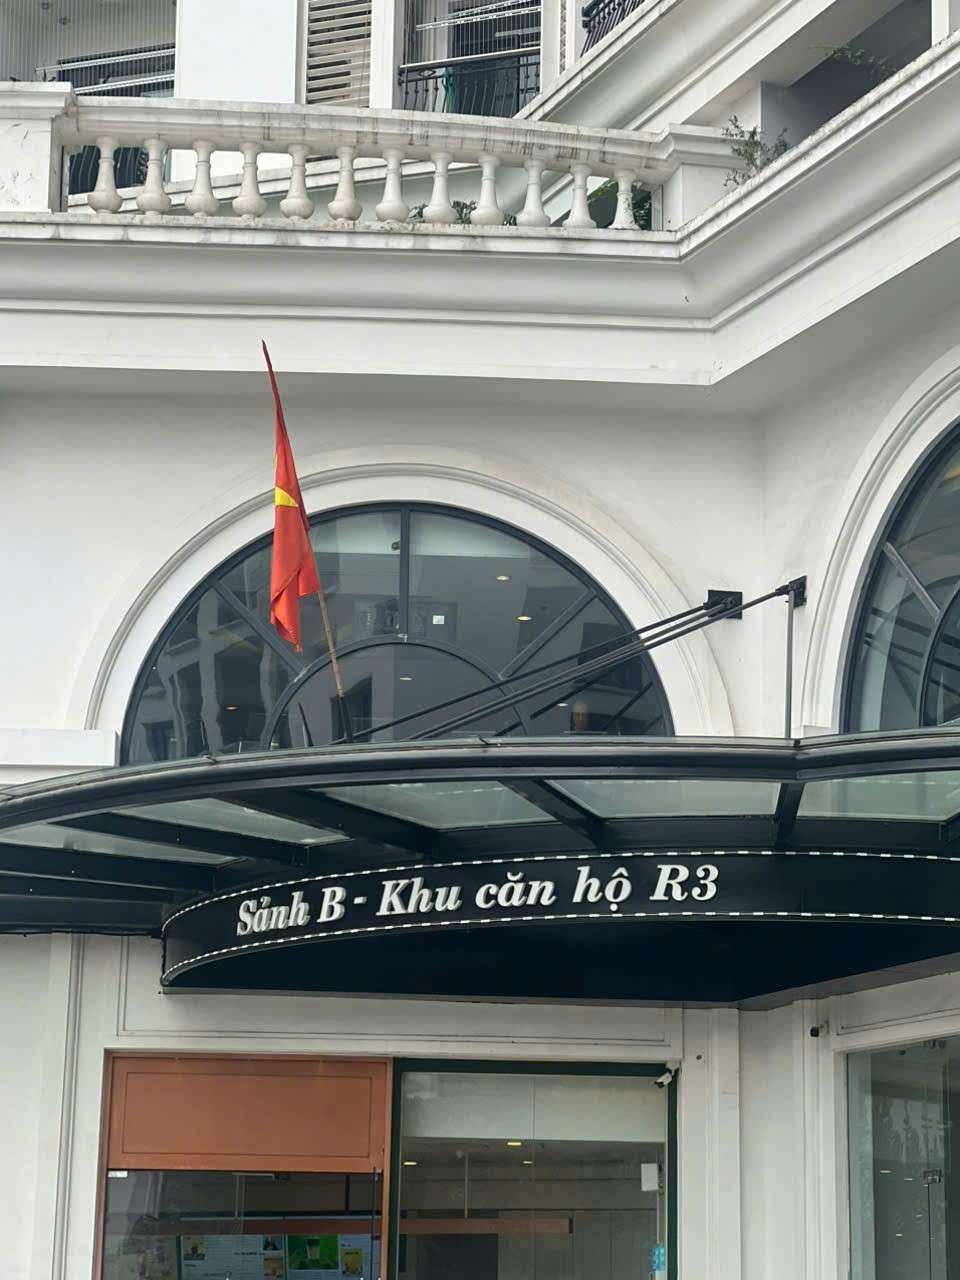 Sảnh B - Khu căn hộ R3